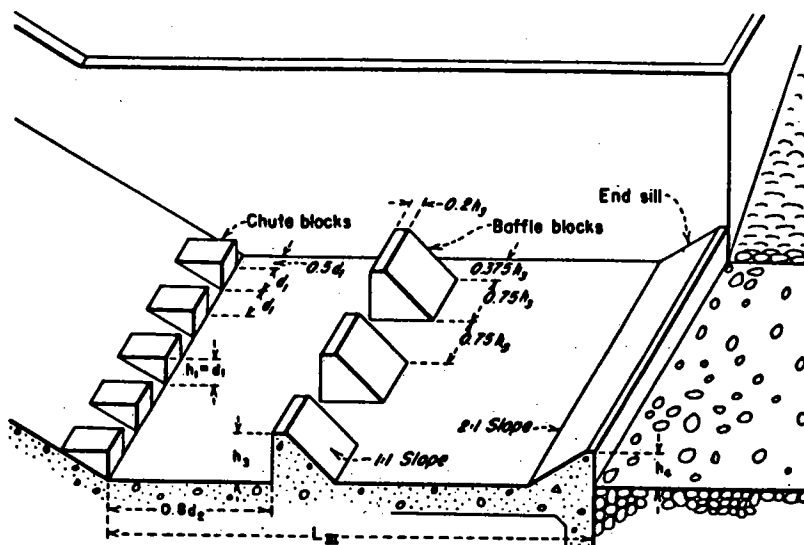 End sill
0.2h₃
Chute blocks
Baffle blocks
0.5d₁
0.375h₃
d₁
0.75h₃
d₁
0.75h₃
h₁=d₁
2:1 Slope
h₃
1:1 Slope
h₄
0.8d₂
L III